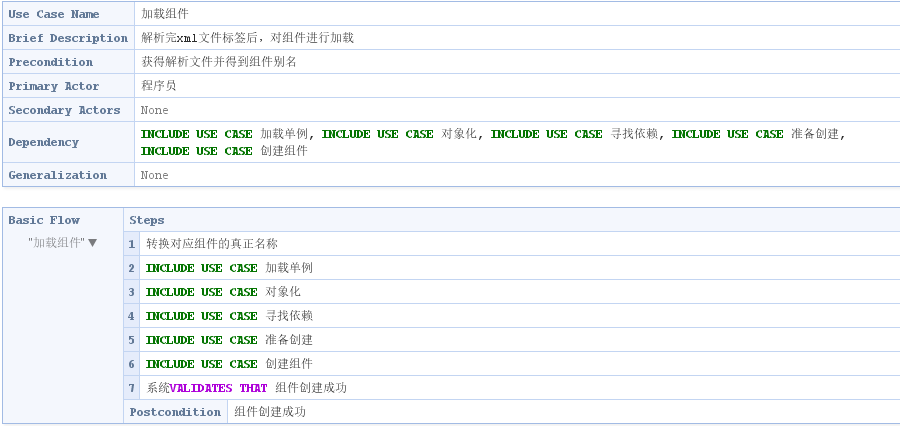 Use Case Name 加载组件
Brief Description 解析完xml文件标签后，对组件进行加载
Precondition 获得解析文件并得到组件别名
Primary Actor 程序员
Secondary Actors None
Dependency INCLUDE USE CASE 加载单例, INCLUDE USE CASE 对象化, INCLUDE USE CASE 寻找依赖, INCLUDE USE CASE 准备创建,
INCLUDE USE CASE 创建组件
Generalization None
Basic Flow Steps
"加载组件" ▼ 1 转换对应组件的真正名称
2 INCLUDE USE CASE 加载单例
3 INCLUDE USE CASE 对象化
4 INCLUDE USE CASE 寻找依赖
5 INCLUDE USE CASE 准备创建
6 INCLUDE USE CASE 创建组件
7 系统VALIDATES THAT 组件创建成功
Postcondition 组件创建成功